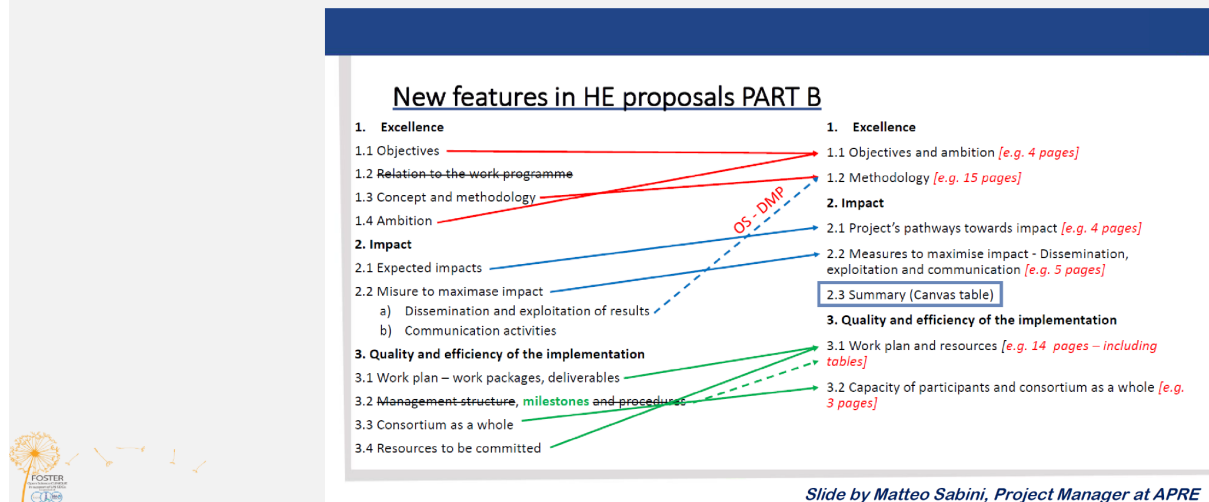 New features in HE proposals PART B
1. Excellence
1.1 Objectives
1.2 Relation to the work programme
1.3 Concept and methodology
1.4 Ambition
2. Impact
2.1 Expected impacts
2.2 Misure to maximase impact
a) Dissemination and exploitation of results
b) Communication activities
3. Quality and efficiency of the implementation
3.1 Work plan – work packages, deliverables
3.2 Management structure, milestones and procedures
3.3 Consortium as a whole
3.4 Resources to be committed
OS - DMP
1. Excellence
1.1 Objectives and ambition [e.g. 4 pages]
1.2 Methodology [e.g. 15 pages]
2. Impact
2.1 Project's pathways towards impact [e.g. 4 pages]
2.2 Measures to maximise impact - Dissemination,
exploitation and communication [e.g. 5 pages]
2.3 Summary (Canvas table)
3. Quality and efficiency of the implementation
3.1 Work plan and resources [e.g. 14 pages – including
tables]
3.2 Capacity of participants and consortium as a whole [e.g.
3 pages]
FOSTER
Slide by Matteo Sabini, Project Manager at APRE